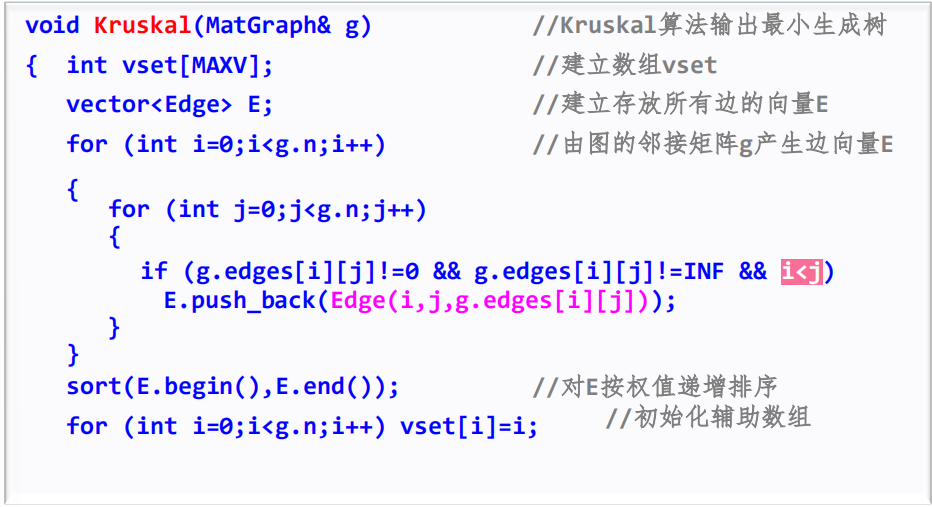 void Kruskal(MatGraph& g) //Kruskal算法输出最小生成树
{ int vset[MAXV]; //建立数组vset
vector<Edge> E; //建立存放所有边的向量E
for (int i=0;i<g.n;i++) //由图的邻接矩阵g产生边向量E
{
for (int j=0;j<g.n;j++)
{
if (g.edges[i][j]!=0 && g.edges[i][j]!=INF && i<j)
E.push_back(Edge(i,j,g.edges[i][j]));
}
}
sort(E.begin(),E.end()); //对E按权值递增排序
for (int i=0;i<g.n;i++) vset[i]=i; //初始化辅助数组